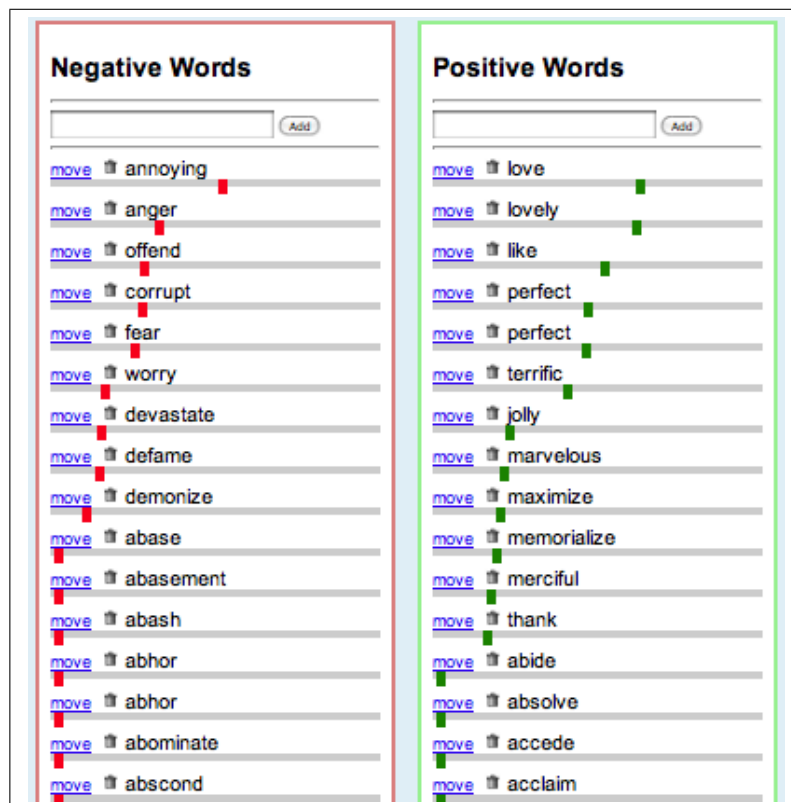 Negative Words
Add
move annoying
move anger
move offend
move corrupt
move fear
move worry
move devastate
move defame
move demonize
move abase
move abasement
move abash
move abhor
move abhor
move abominate
move abscond
Positive Words
Add
move love
move lovely
move like
move perfect
move perfect
move terrific
move jolly
move marvelous
move maximize
move memorialize
move merciful
move thank
move abide
move absolve
move accede
move acclaim